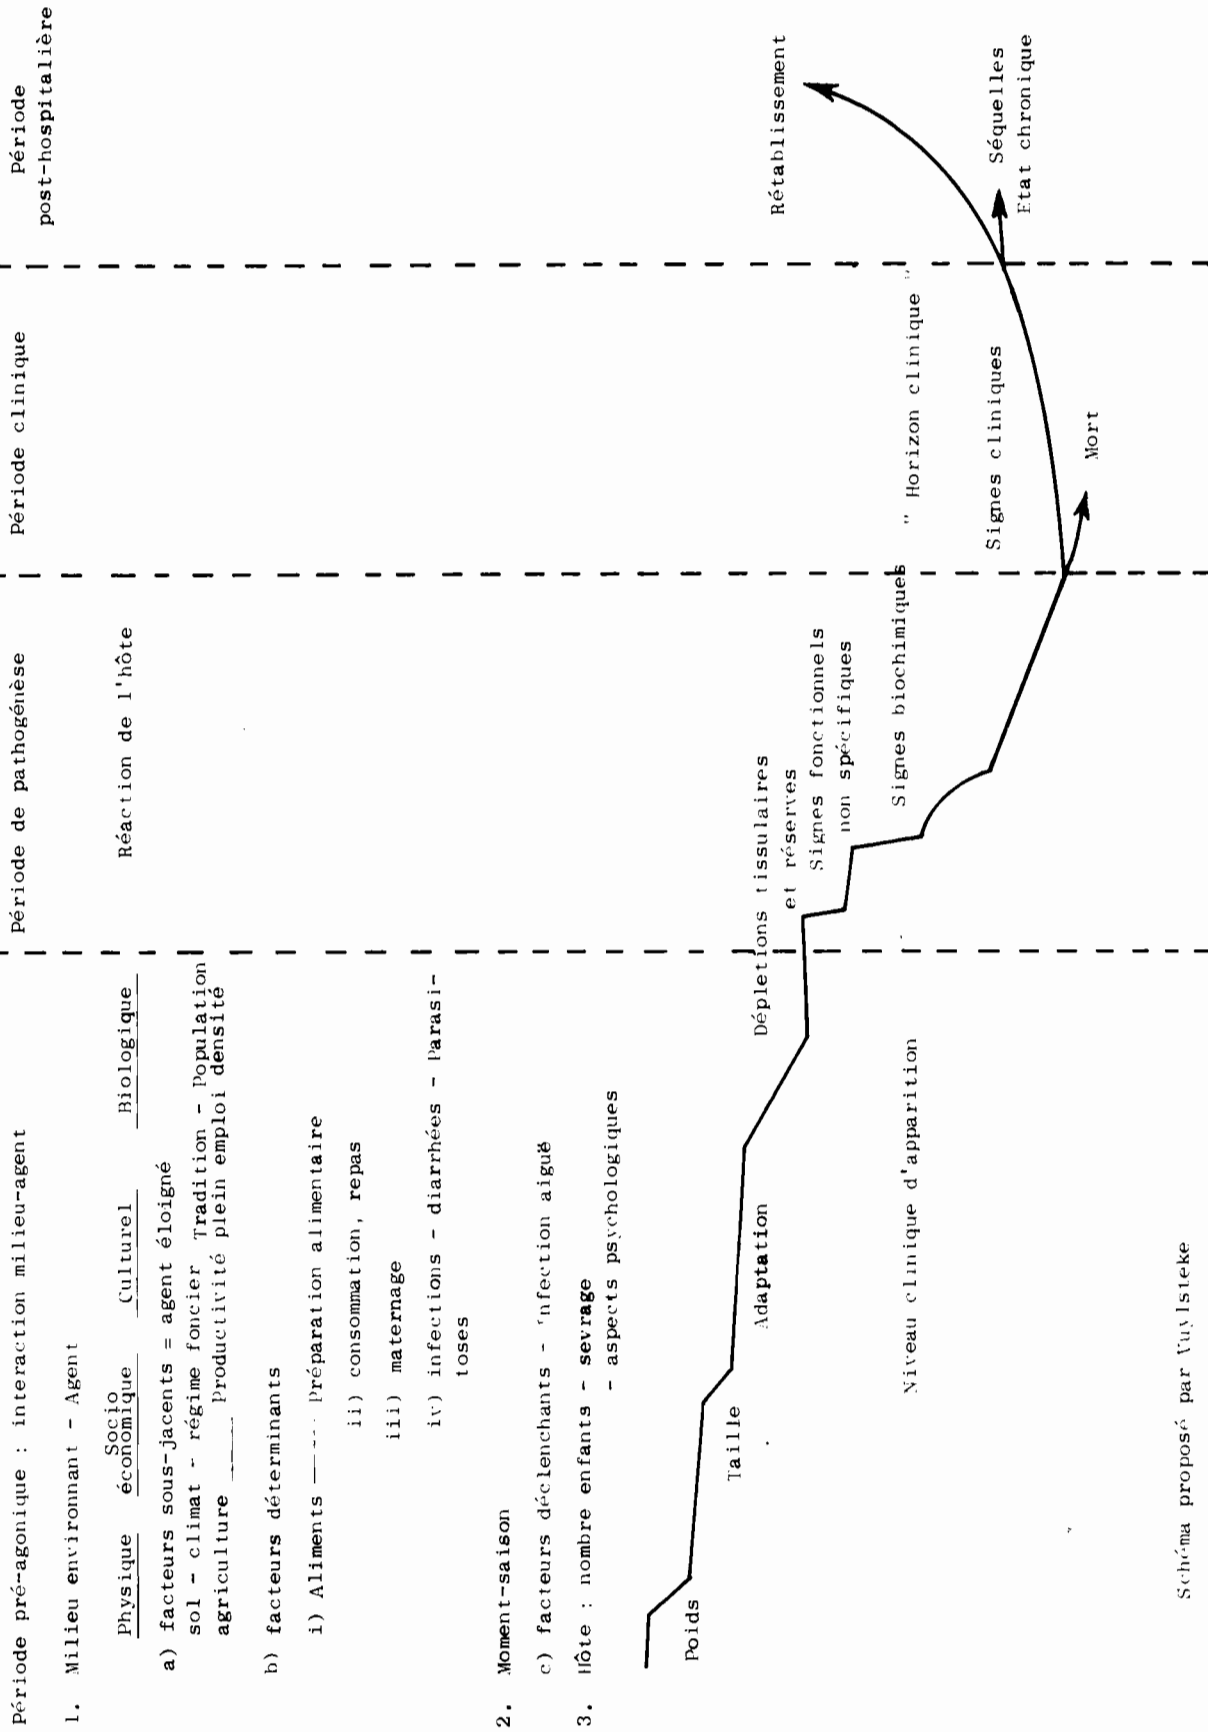 Période pré-agonique : interaction milieu-agent
Période de pathogénèse
Période clinique
Période
post-hospitalière
1. Milieu environnant - Agent
Physique
Socio
économique
Culturel
Biologique
Réaction de l'hôte
a) facteurs sous-jacents = agent éloigné
sol - climat - régime foncier Tradition - Population
agriculture Productivité plein emploi densité
b) facteurs déterminants
i) Aliments Préparation alimentaire
ii) consommation, repas
iii) maternage
iv) infections - diarrhées - Parasi-
toses
2. Moment-saison
c) facteurs déclenchants - 'nfection aiguë
3. Hôte : nombre enfants - sevrage
- aspects psychologiques
Poids
Taille
Adaptation
Dépletions tissulaires
et réserves
Signes fonctionnels
non spécifiques
Signes biochimiques
" Horizon clinique "
Signes cliniques
Mort
Rétablissement
Séquelles
Etat chronique
Niveau clinique d'apparition
Schéma proposé par Vuylsteke